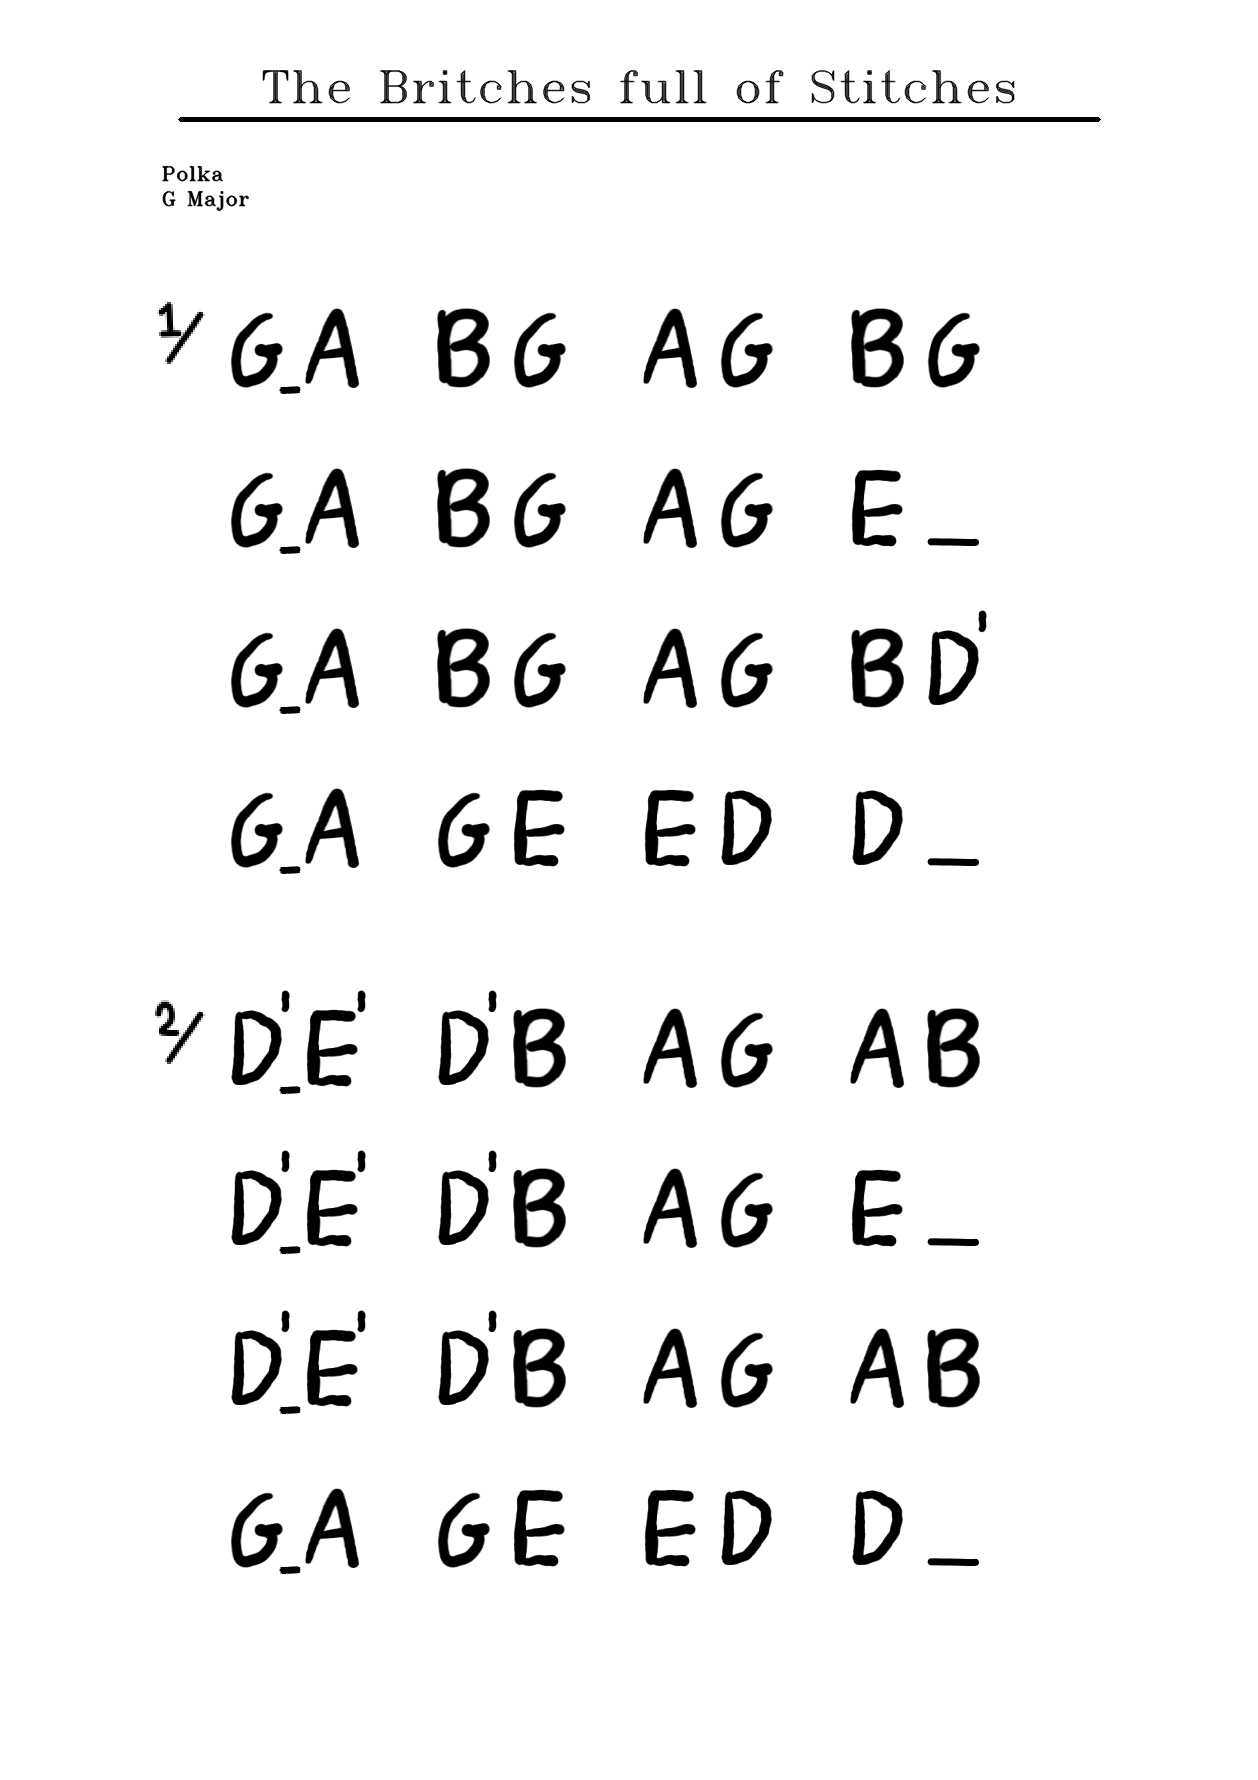 The Britches full of Stitches
Polka
G Major
1/ G_A BG AG BG
G_A BG AG E_
G_A BG AG BD'
G_A GE ED D_
2/ D'_E' D'B AG AB
D'_E' D'B AG E_
D'_E' D'B AG AB
G_A GE ED D_